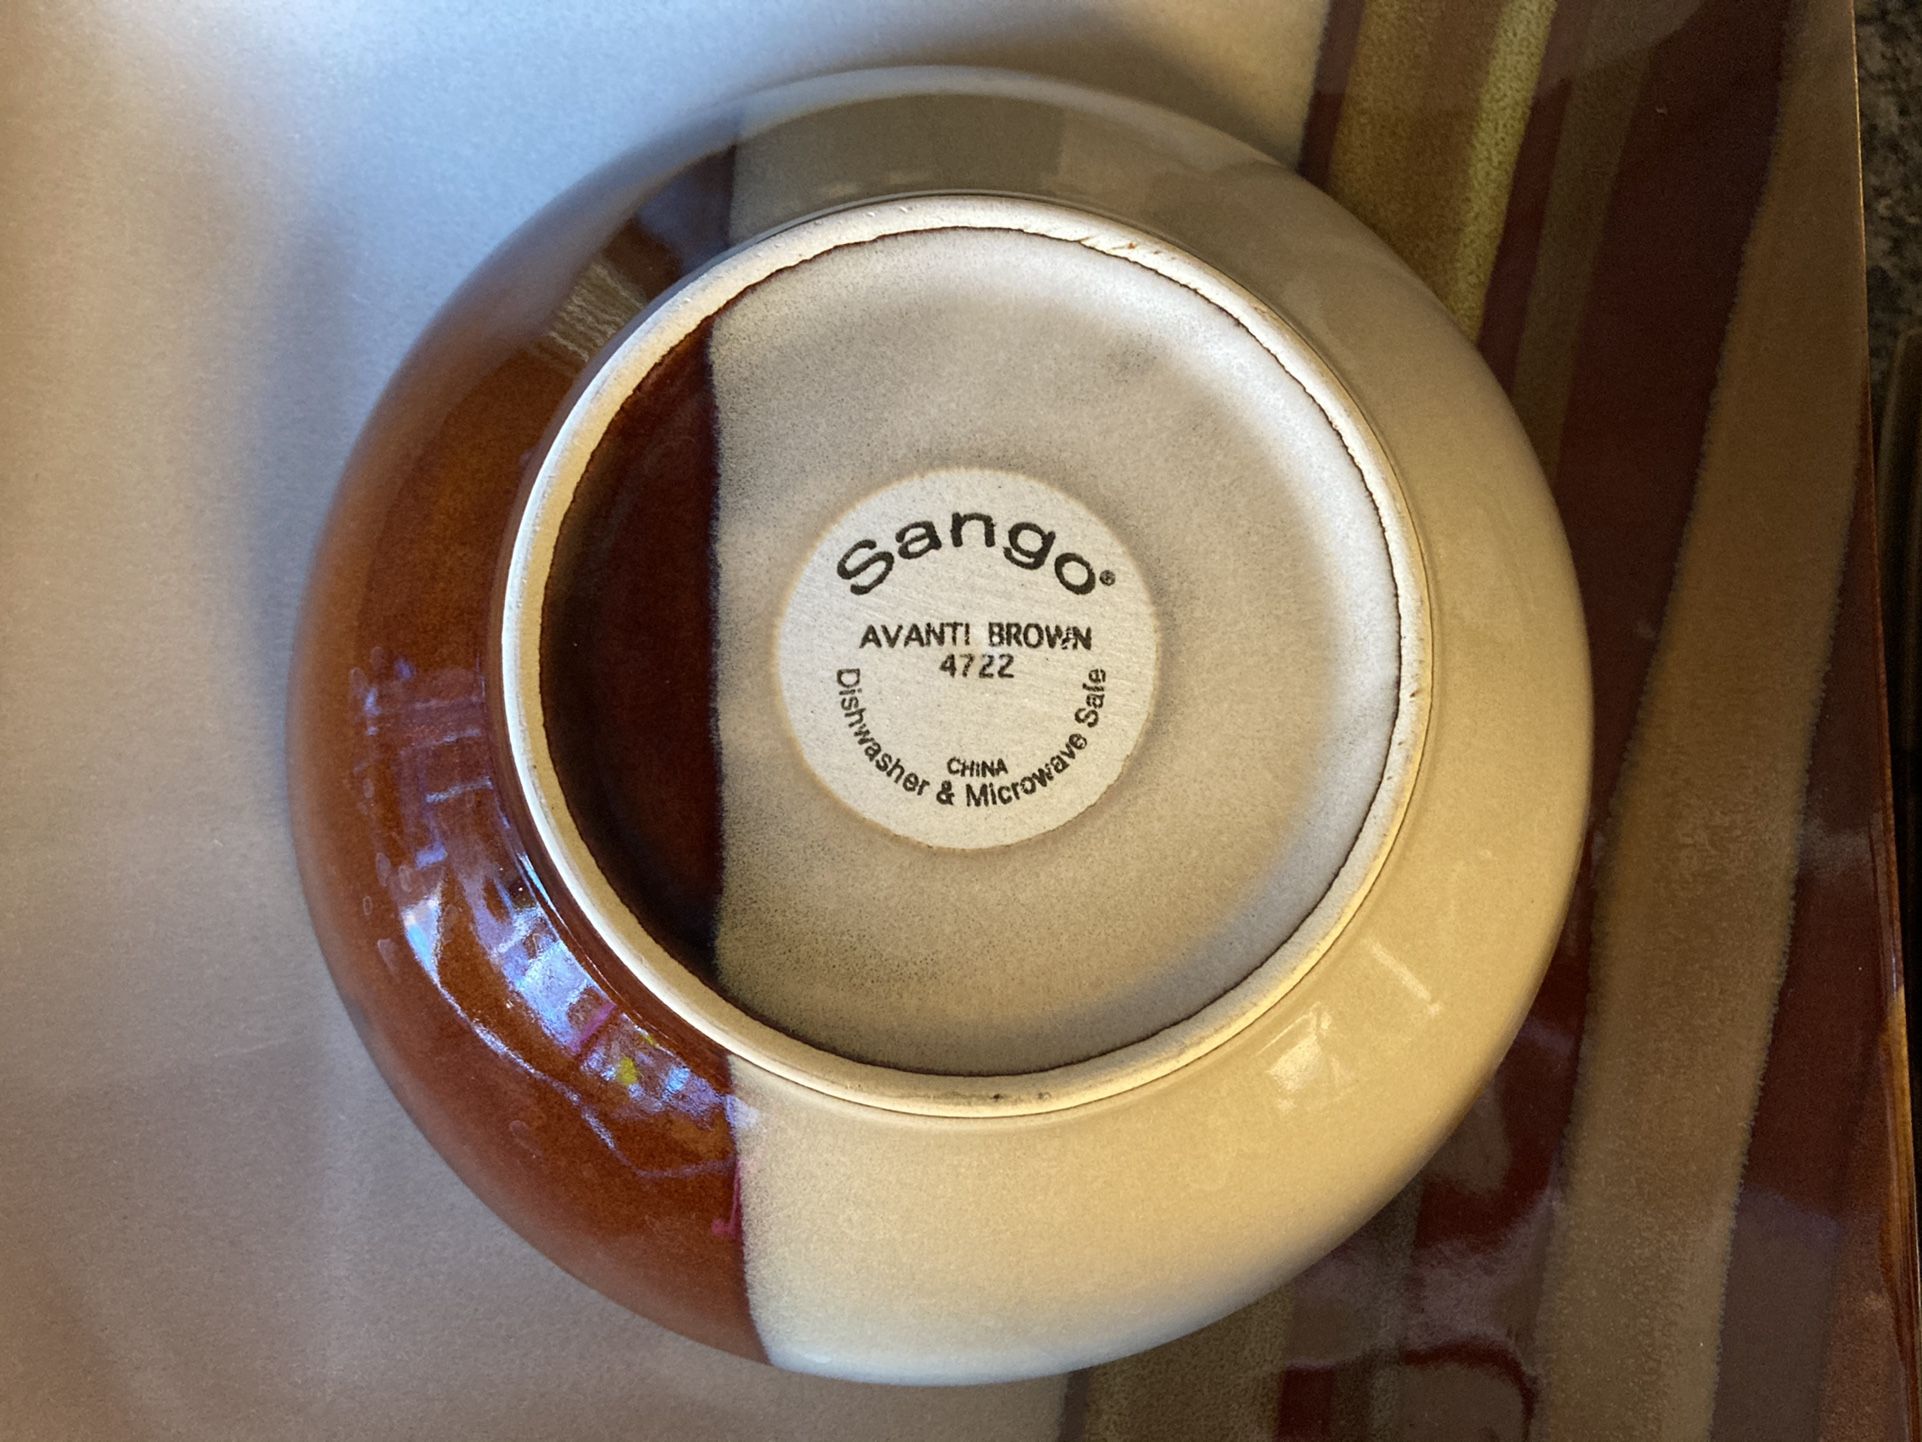 Sango®
AVANTI BROWN
4722
CHINA
Dishwasher & Microwave Safe